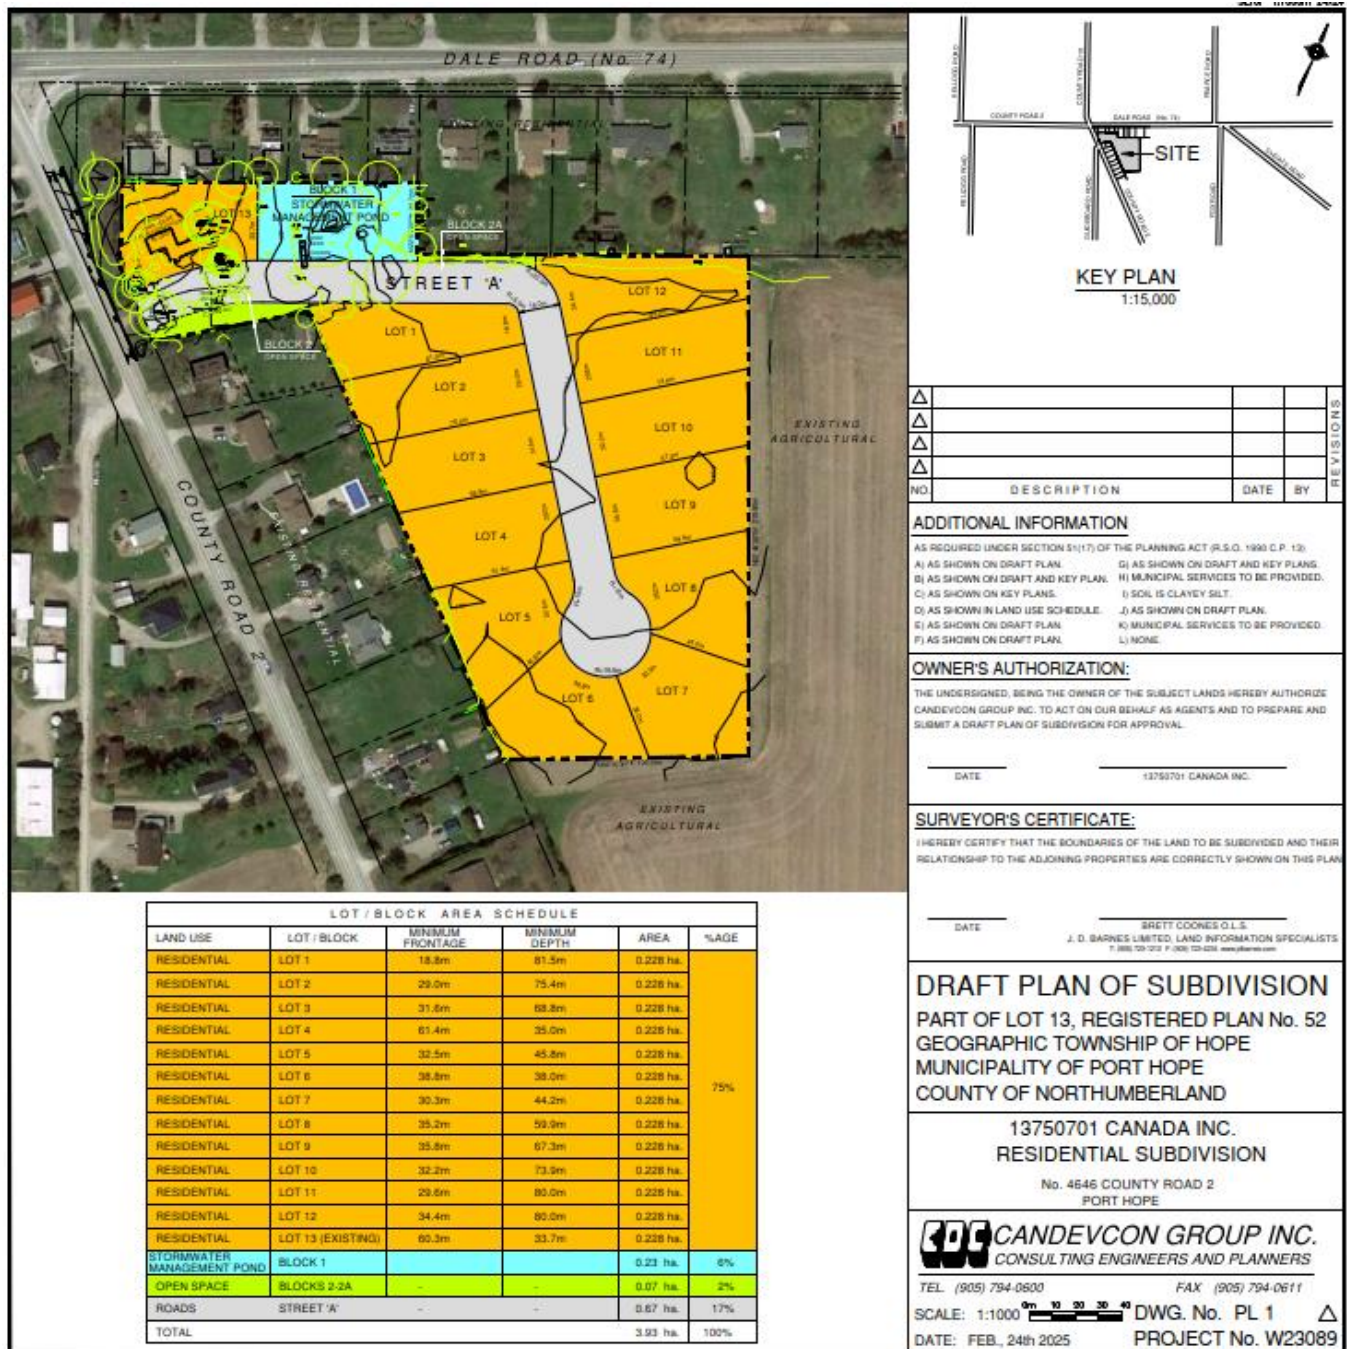 DALE ROAD (No. 74)
EXISTING RESIDENTIAL
LOT 13
BLOCK 1
STORMWATER
MANAGEMENT POND
BLOCK 2A
OPEN SPACE
STREET 'A'
BLOCK 2
OPEN SPACE
LOT 1
LOT 2
LOT 3
LOT 4
LOT 5
LOT 6
LOT 7
LOT 8
LOT 9
LOT 10
LOT 11
LOT 12
COUNTY ROAD 2
EXISTING RESIDENTIAL
EXISTING
AGRICULTURAL
EXISTING
AGRICULTURAL
COUNTY ROAD 2
DALE ROAD (No. 74)
SITE
KEY PLAN
1:15,000
REVISIONS
NO. DESCRIPTION DATE BY
ADDITIONAL INFORMATION
AS REQUIRED UNDER SECTION 51(17) OF THE PLANNING ACT (R.S.O. 1990 C.P. 13)
A) AS SHOWN ON DRAFT PLAN. G) AS SHOWN ON DRAFT AND KEY PLANS.
B) AS SHOWN ON DRAFT AND KEY PLAN. H) MUNICIPAL SERVICES TO BE PROVIDED.
C) AS SHOWN ON KEY PLANS. I) SOIL IS CLAYEY SILT.
D) AS SHOWN IN LAND USE SCHEDULE. J) AS SHOWN ON DRAFT PLAN.
E) AS SHOWN ON DRAFT PLAN. K) MUNICIPAL SERVICES TO BE PROVIDED.
F) AS SHOWN ON DRAFT PLAN. L) NONE.
OWNER'S AUTHORIZATION:
THE UNDERSIGNED, BEING THE OWNER OF THE SUBJECT LANDS HEREBY AUTHORIZE
CANDEVCON GROUP INC. TO ACT ON OUR BEHALF AS AGENTS AND TO PREPARE AND
SUBMIT A DRAFT PLAN OF SUBDIVISION FOR APPROVAL.
DATE 13750701 CANADA INC.
SURVEYOR'S CERTIFICATE:
I HEREBY CERTIFY THAT THE BOUNDARIES OF THE LAND TO BE SUBDIVIDED AND THEIR
RELATIONSHIP TO THE ADJOINING PROPERTIES ARE CORRECTLY SHOWN ON THIS PLAN
DATE BRETT COONES O.L.S.
J. D. BARNES LIMITED, LAND INFORMATION SPECIALISTS
DRAFT PLAN OF SUBDIVISION
PART OF LOT 13, REGISTERED PLAN No. 52
GEOGRAPHIC TOWNSHIP OF HOPE
MUNICIPALITY OF PORT HOPE
COUNTY OF NORTHUMBERLAND
13750701 CANADA INC.
RESIDENTIAL SUBDIVISION
No. 4646 COUNTY ROAD 2
PORT HOPE
CDC CANDEVCON GROUP INC.
CONSULTING ENGINEERS AND PLANNERS
TEL. (905) 794-0600 FAX (905) 794-0611
SCALE: 1:1000 0m 10 20 30 40 DWG. No. PL 1
DATE: FEB., 24th 2025 PROJECT No. W23089
LOT / BLOCK AREA SCHEDULE
LAND USE LOT / BLOCK MINIMUM FRONTAGE MINIMUM DEPTH AREA %AGE
RESIDENTIAL LOT 1 18.8m 81.5m 0.228 ha.
RESIDENTIAL LOT 2 29.0m 75.4m 0.228 ha.
RESIDENTIAL LOT 3 31.6m 68.8m 0.228 ha.
RESIDENTIAL LOT 4 61.4m 35.0m 0.228 ha.
RESIDENTIAL LOT 5 32.5m 45.8m 0.228 ha.
RESIDENTIAL LOT 6 38.8m 38.0m 0.228 ha.
75%
RESIDENTIAL LOT 7 30.3m 44.2m 0.228 ha.
RESIDENTIAL LOT 8 35.2m 59.9m 0.228 ha.
RESIDENTIAL LOT 9 35.8m 67.3m 0.228 ha.
RESIDENTIAL LOT 10 32.2m 73.9m 0.228 ha.
RESIDENTIAL LOT 11 29.6m 80.0m 0.228 ha.
RESIDENTIAL LOT 12 34.4m 80.0m 0.228 ha.
RESIDENTIAL LOT 13 (EXISTING) 60.3m 33.7m 0.228 ha.
STORMWATER
MANAGEMENT POND BLOCK 1 0.23 ha. 6%
OPEN SPACE BLOCKS 2-2A - - 0.07 ha. 2%
ROADS STREET 'A' - - 0.67 ha. 17%
TOTAL 3.93 ha. 100%